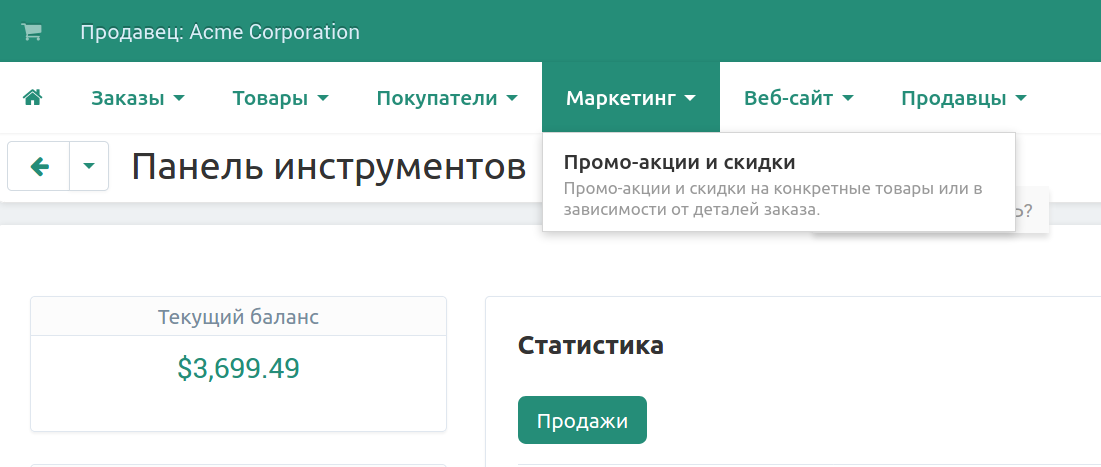 Продавец: Acme Corporation
Заказы
Товары
Покупатели
Маркетинг
Веб-сайт
Продавцы
Панель инструментов
Промо-акции и скидки
Промо-акции и скидки на конкретные товары или в
зависимости от деталей заказа.
Текущий баланс
$3,699.49
Статистика
Продажи